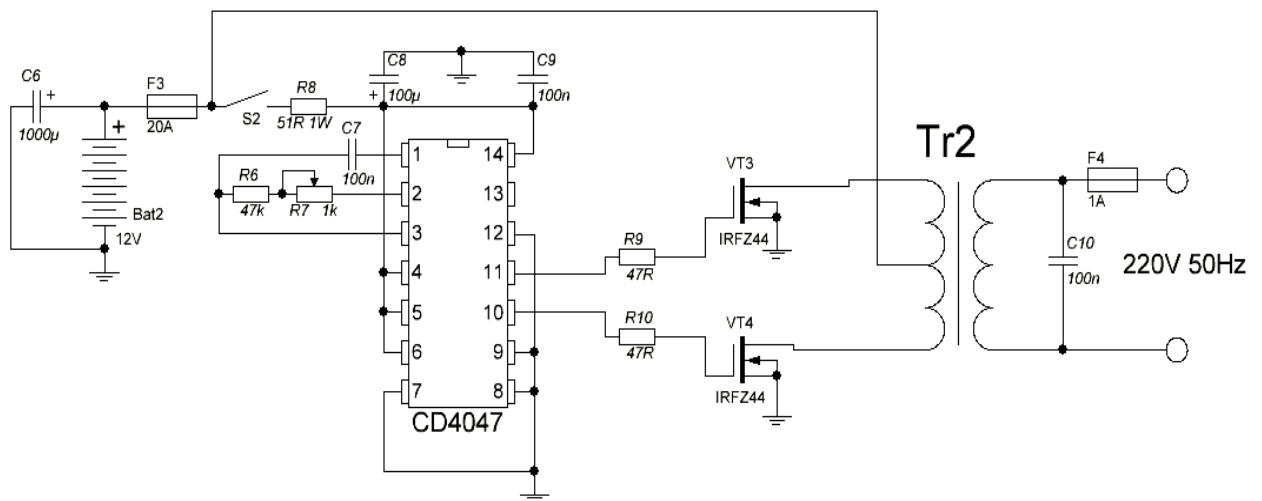 C6
+
1000μ
+
Bat2
12V
F3
20A
S2
R8
51R 1W
C8
+
100μ
C9
100n
C7
100n
R6
47k
R7
1k
1
2
3
4
5
6
7
14
13
12
11
10
9
8
CD4047
R9
47R
R10
47R
VT3
IRFZ44
VT4
IRFZ44
Tr2
F4
1A
C10
100n
220V 50Hz